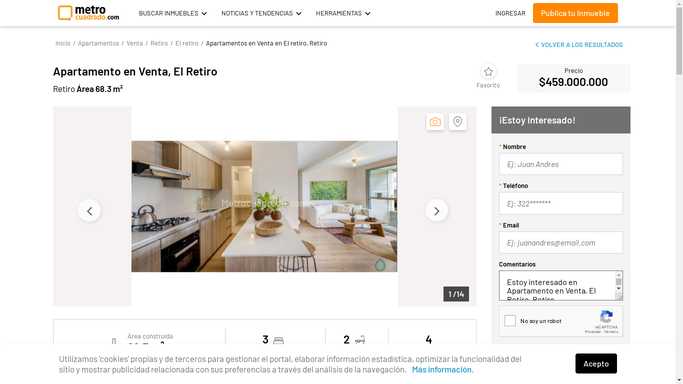 metro
cuadrado.com
BUSCAR INMUEBLES
NOTICIAS Y TENDENCIAS
HERRAMIENTAS
INGRESAR
Publica tu Inmueble
Inicio / Apartamentos / Venta / Retiro / El retiro / Apartamentos en Venta en El retiro, Retiro
VOLVER A LOS RESULTADOS
Apartamento en Venta, El Retiro
Retiro Área 68.3 m²
Favorito
Precio
$459.000.000
1 /14
¡Estoy Interesado!
* Nombre
Ej: Juan Andres
* Teléfono
Ej: 322*******
* Email
Ej: juanandres@email.com
Comentarios
Estoy interesado en
Apartamento en Venta, El
Retiro, Retiro
No soy un robot
reCAPTCHA
Privacidad - Términos
Área construida
3
2
4
Utilizamos 'cookies' propias y de terceros para gestionar el portal, elaborar información estadística, optimizar la funcionalidad del
sitio y mostrar publicidad relacionada con sus preferencias a través del análisis de la navegación. Más información.
Acepto